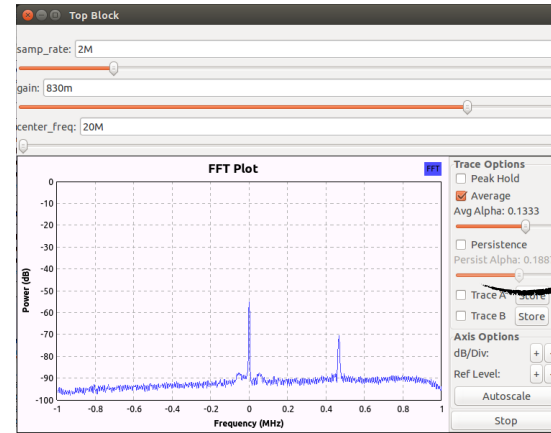 Top Block
samp_rate: 2M
gain: 830m
center_freq: 20M
FFT Plot
FFT
0
-10
-20
-30
-40
-50
-60
-70
-80
-90
-100
Power (dB)
-1 -0.8 -0.6 -0.4 -0.2 0 0.2 0.4 0.6 0.8 1
Frequency (MHz)
Trace Options
Peak Hold
Average
Avg Alpha: 0.1333
Persistence
Persist Alpha: 0.1887
Trace A Store
Trace B Store
Axis Options
dB/Div: +
Ref Level: +
Autoscale
Stop